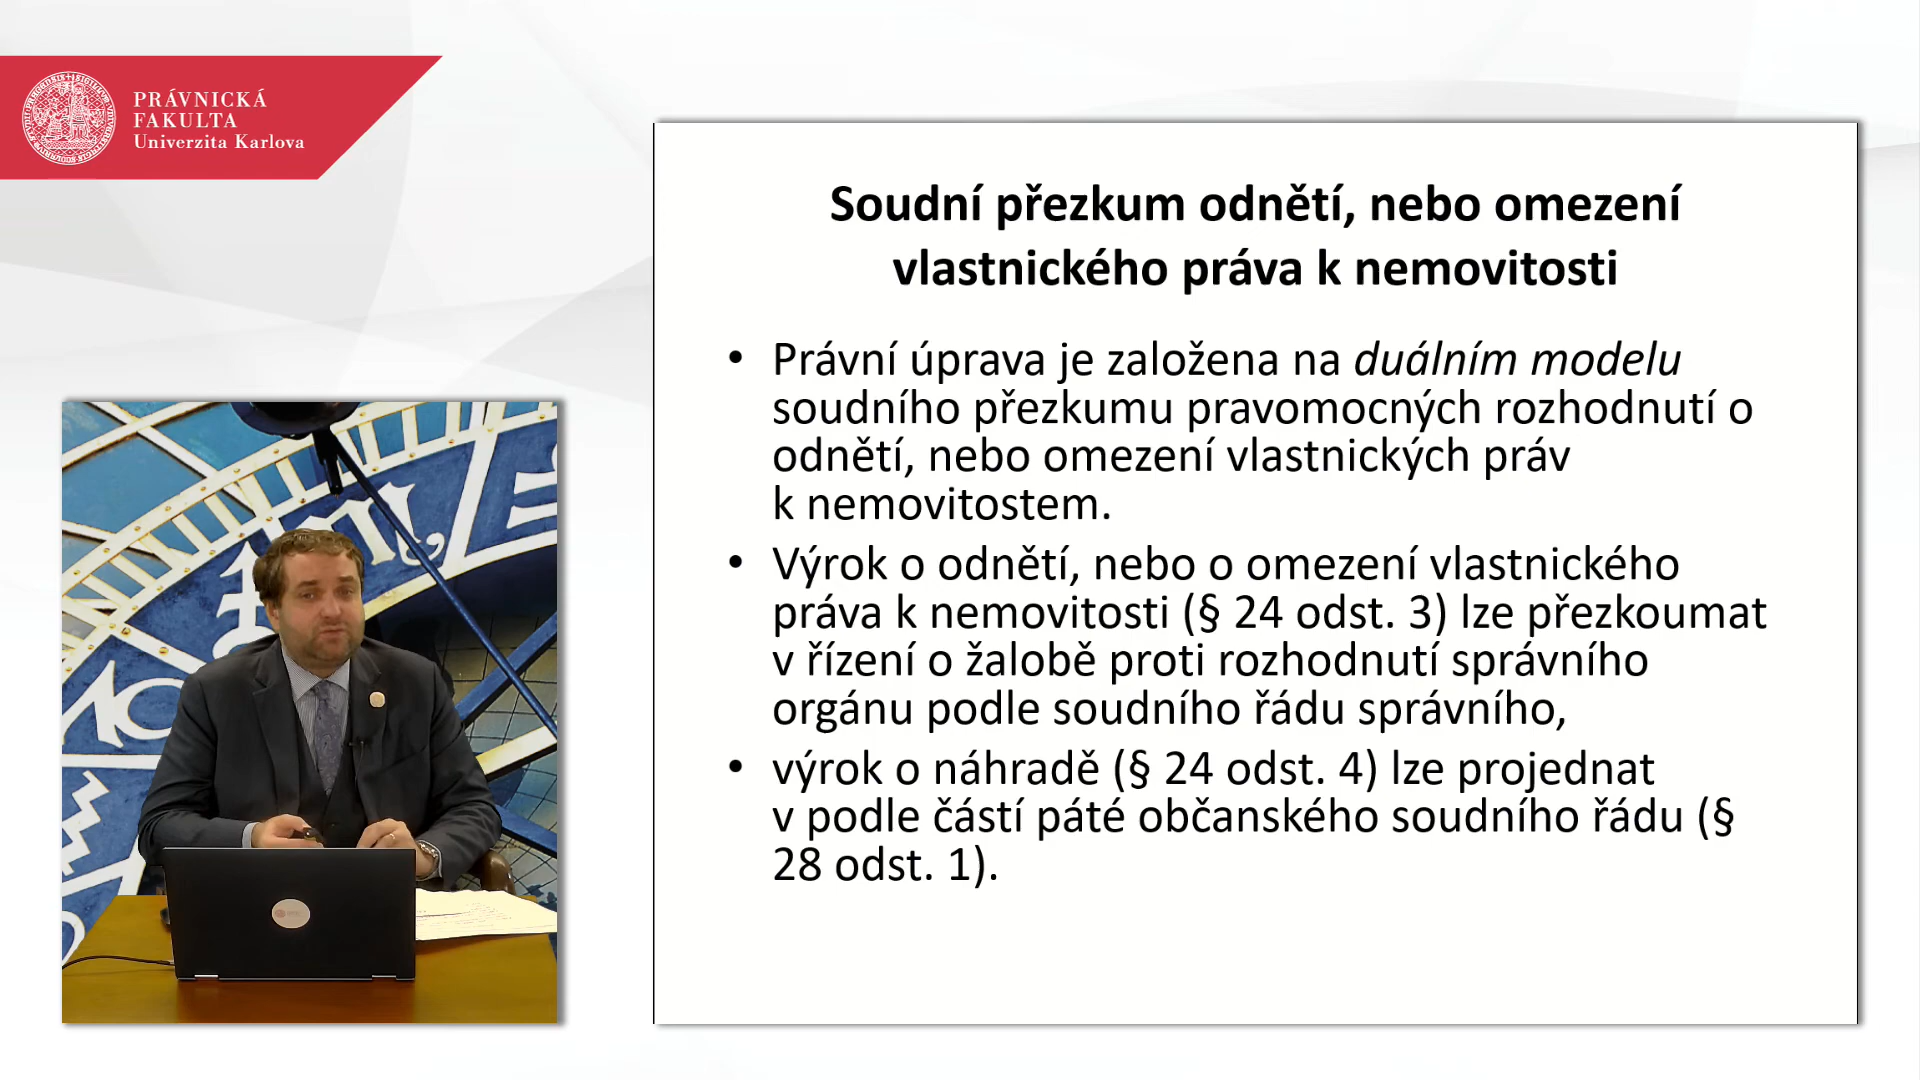 PRÁVNICKÁ
FAKULTA
Univerzita Karlova
Soudní přezkum odnětí, nebo omezení
vlastnického práva k nemovitosti
• Právní úprava je založena na duálním modelu
soudního přezkumu pravomocných rozhodnutí o
odnětí, nebo omezení vlastnických práv
k nemovitostem.
• Výrok o odnětí, nebo o omezení vlastnického
práva k nemovitosti (§ 24 odst. 3) lze přezkoumat
v řízení o žalobě proti rozhodnutí správního
orgánu podle soudního řádu správního,
• výrok o náhradě (§ 24 odst. 4) lze projednat
v podle částí páté občanského soudního řádu (§
28 odst. 1).